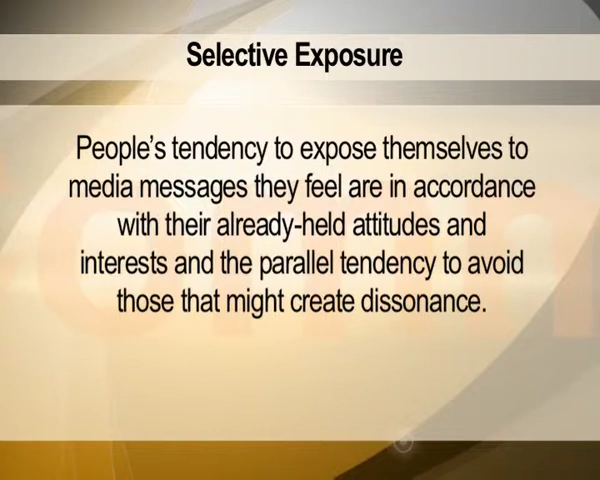 Selective Exposure
People's tendency to expose themselves to
media messages they feel are in accordance
with their already-held attitudes and
interests and the parallel tendency to avoid
those that might create dissonance.